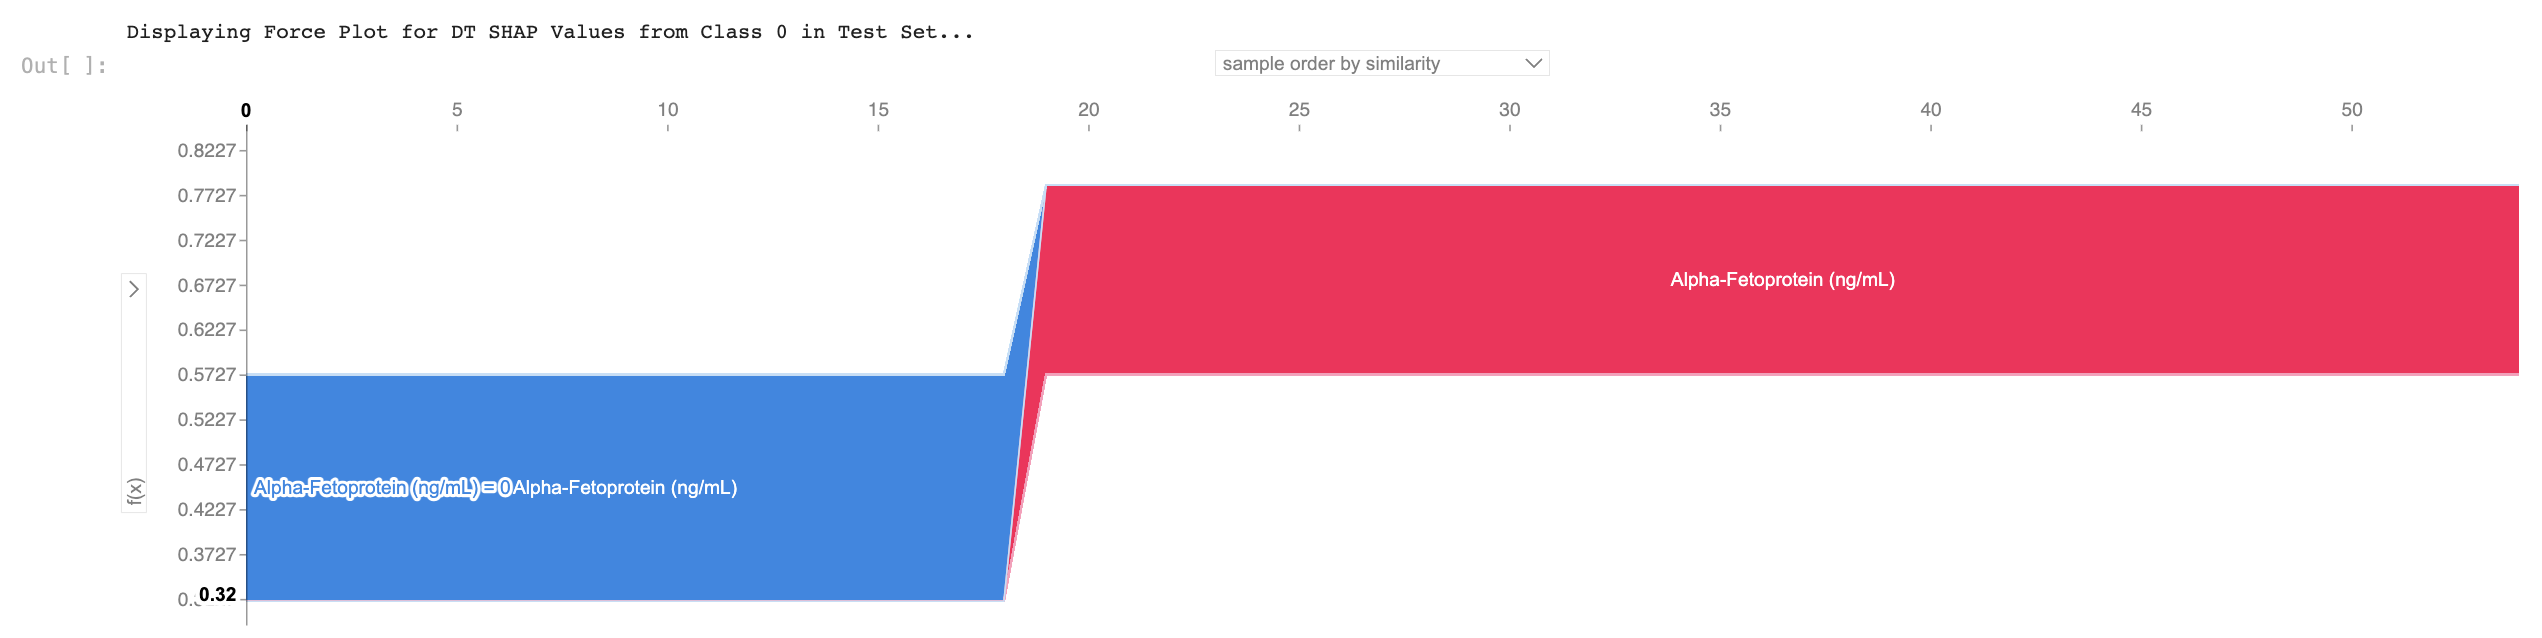 Displaying Force Plot for DT SHAP Values from Class 0 in Test Set...
Out[ ]:
sample order by similarity
0 5 10 15 20 25 30 35 40 45 50
0.8227
0.7727
0.7227
0.6727
0.6227
0.5727
0.5227
0.4727
0.4227
0.3727
0.32
f(x)
Alpha-Fetoprotein (ng/mL)
Alpha-Fetoprotein (ng/mL) = 0 Alpha-Fetoprotein (ng/mL)